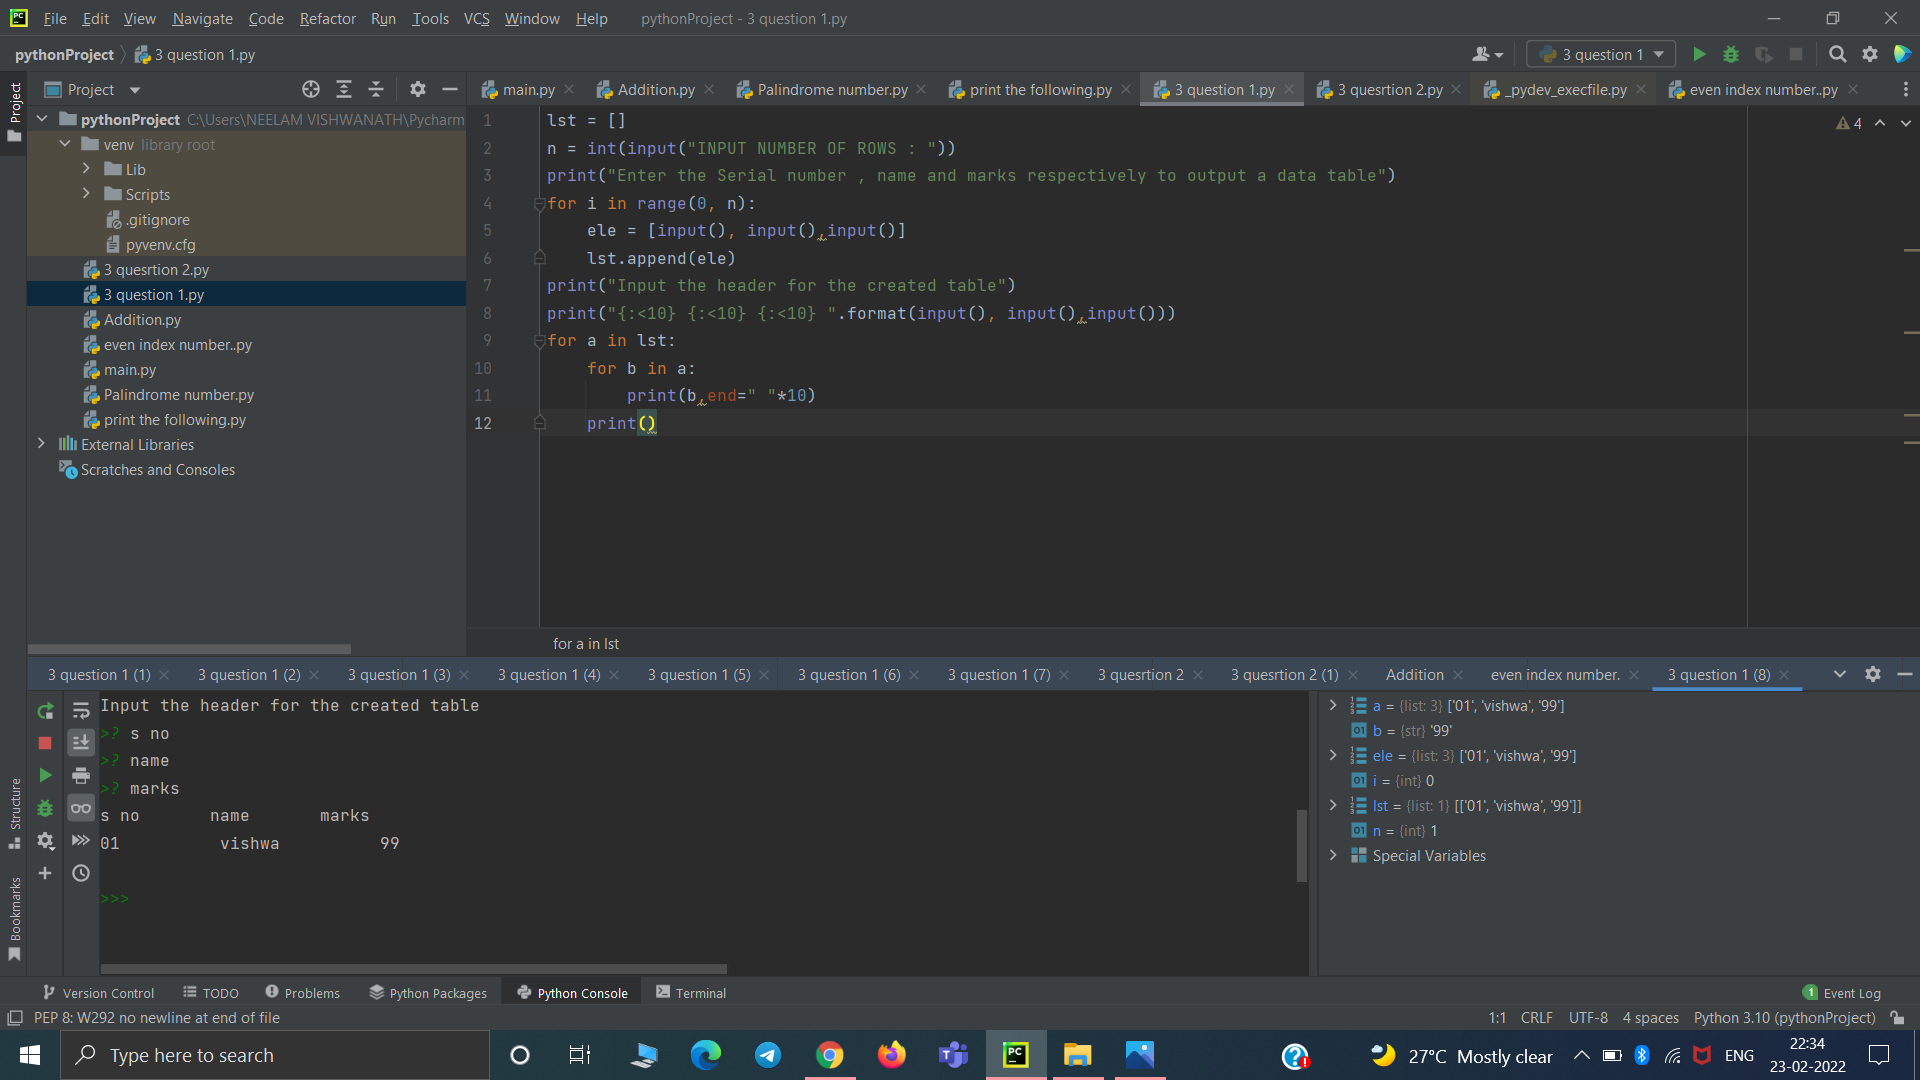 File Edit View Navigate Code Refactor Run Tools VCS Window Help pythonProject - 3 question 1.py
pythonProject 3 question 1.py 3 question 1
Project main.py Addition.py Palindrome number.py print the following.py 3 question 1.py 3 quesrtion 2.py _pydev_execfile.py even index number..py
Project
pythonProject C:\Users\NEELAM VISHWANATH\Pycharm
venv library root
Lib
Scripts
.gitignore
pyvenv.cfg
3 quesrtion 2.py
3 question 1.py
Addition.py
even index number..py
main.py
Palindrome number.py
print the following.py
External Libraries
Scratches and Consoles
4
1 lst = []
2 n = int(input("INPUT NUMBER OF ROWS : "))
3 print("Enter the Serial number , name and marks respectively to output a data table")
4 for i in range(0, n):
5 ele = [input(), input(),input()]
6 lst.append(ele)
7 print("Input the header for the created table")
8 print("{:<10} {:<10} {:<10} ".format(input(), input(),input()))
9 for a in lst:
10 for b in a:
11 print(b,end=" "*10)
12 print()
for a in lst
3 question 1 (1) 3 question 1 (2) 3 question 1 (3) 3 question 1 (4) 3 question 1 (5) 3 question 1 (6) 3 question 1 (7) 3 quesrtion 2 3 quesrtion 2 (1) Addition even index number. 3 question 1 (8)
Input the header for the created table
>? s no
>? name
>? marks
s no name marks
01 vishwa 99
>>>
a = {list: 3} ['01', 'vishwa', '99']
b = {str} '99'
ele = {list: 3} ['01', 'vishwa', '99']
i = {int} 0
lst = {list: 1} [['01', 'vishwa', '99']]
n = {int} 1
Special Variables
Structure
Bookmarks
Version Control TODO Problems Python Packages Python Console Terminal 1 Event Log
PEP 8: W292 no newline at end of file 1:1 CRLF UTF-8 4 spaces Python 3.10 (pythonProject)
Type here to search 27°C Mostly clear ENG 22:34
23-02-2022